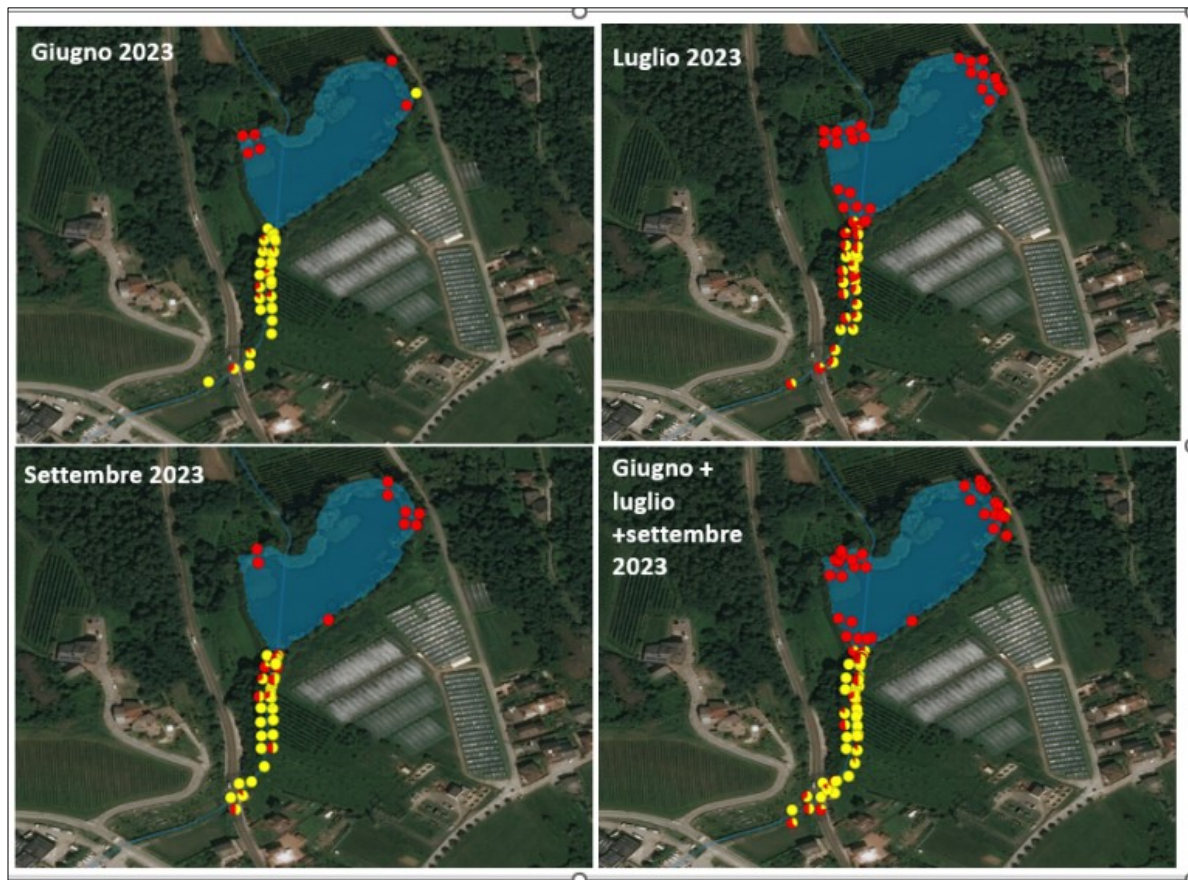 Giugno 2023
Luglio 2023
Settembre 2023
Giugno +
luglio
+settembre
2023